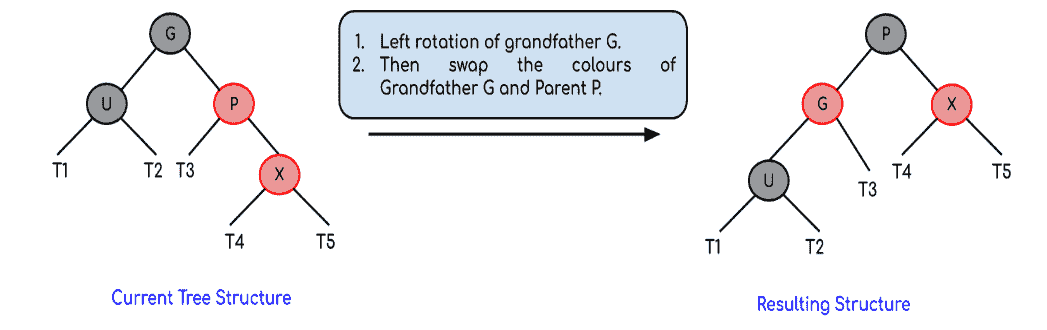 G
U
P
T1
T2
T3
X
T4
T5
Current Tree Structure
1. Left rotation of grandfather G.
2. Then swap the colours of
Grandfather G and Parent P.
P
G
X
U
T3
T4
T5
T1
T2
Resulting Structure